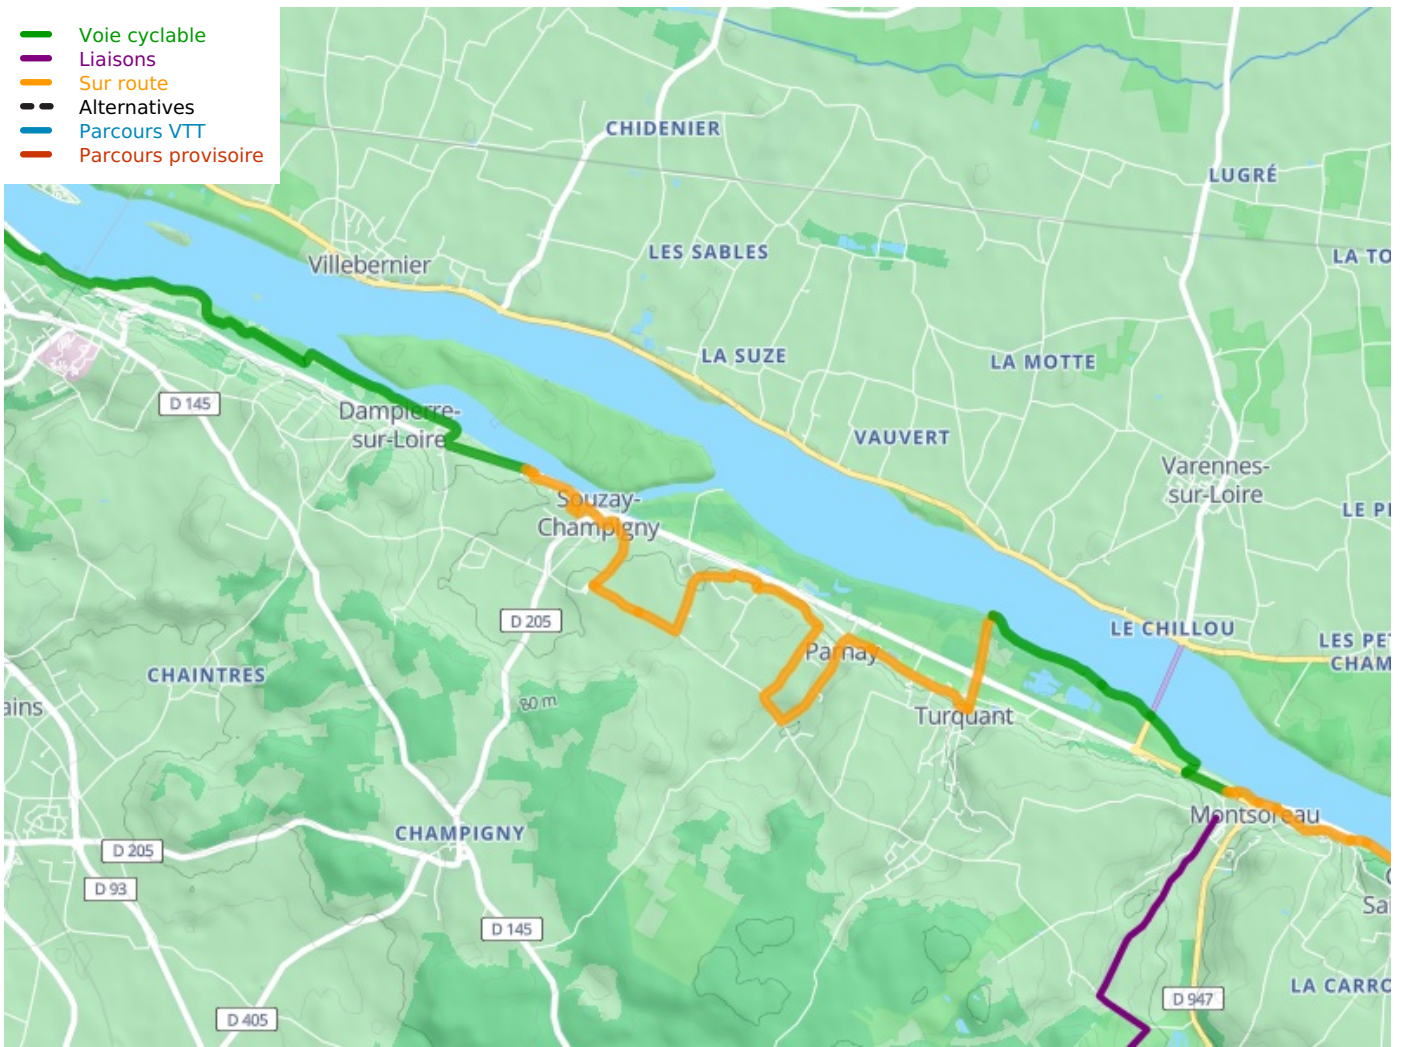 Voie cyclable
Liaisons
Sur route
Alternatives
Parcours VTT
Parcours provisoire
CHIDENIER
LUGRÉ
LES SABLES
LA TO
Villebernier
LA SUZE
LA MOTTE
D 145
Dampierre-
sur-Loire
VAUVERT
Varennes-
sur-Loire
Souzay-
Champigny
LE P
D 205
LE CHILLOU
LES PET
CHAM
Parnay
CHAINTRES
80 m
ains
Turquant
Montsoreau
CHAMPIGNY
D 205
D 93
Sa
D 145
LA CARRO
D 947
D 405